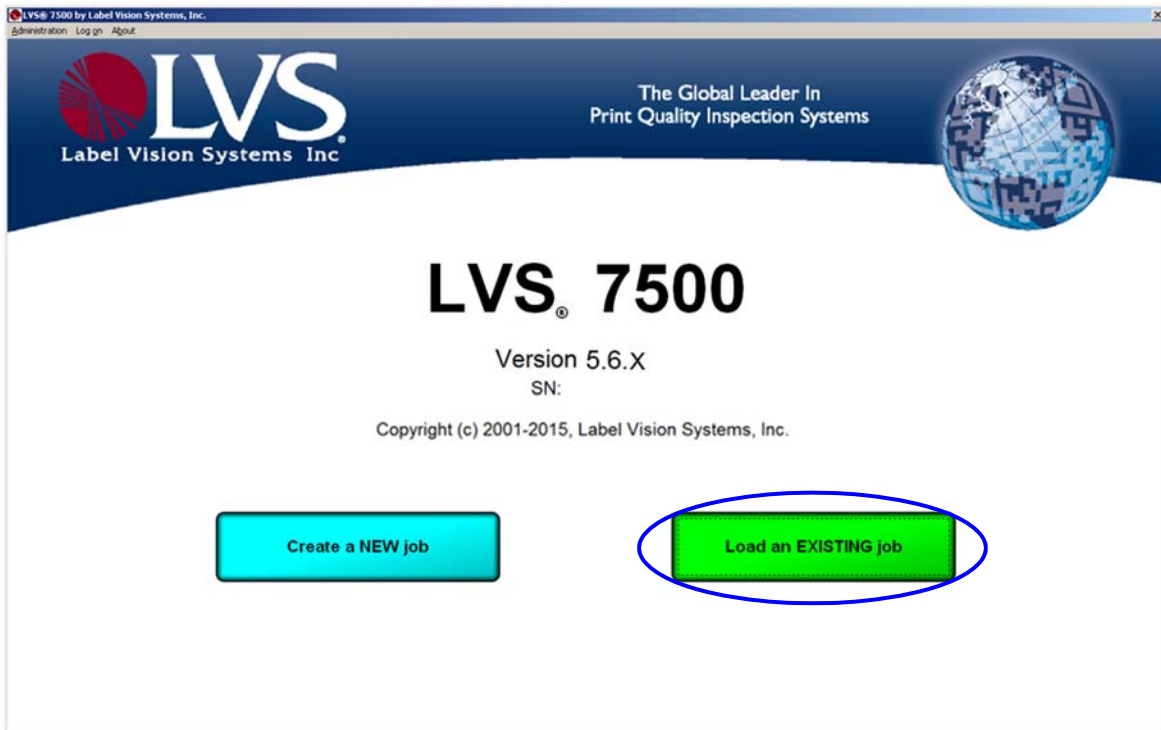 LVS® 7500 by Label Vision Systems, Inc.
Administration Log on About
LVS®
Label Vision Systems Inc
The Global Leader In
Print Quality Inspection Systems
LVS® 7500
Version 5.6.X
SN:
Copyright (c) 2001-2015, Label Vision Systems, Inc.
Create a NEW job
Load an EXISTING job